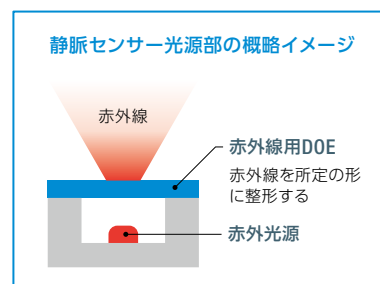 静脈センサー光源部の概略イメージ
赤外線
赤外線用DOE
赤外線を所定の形
に整形する
赤外光源